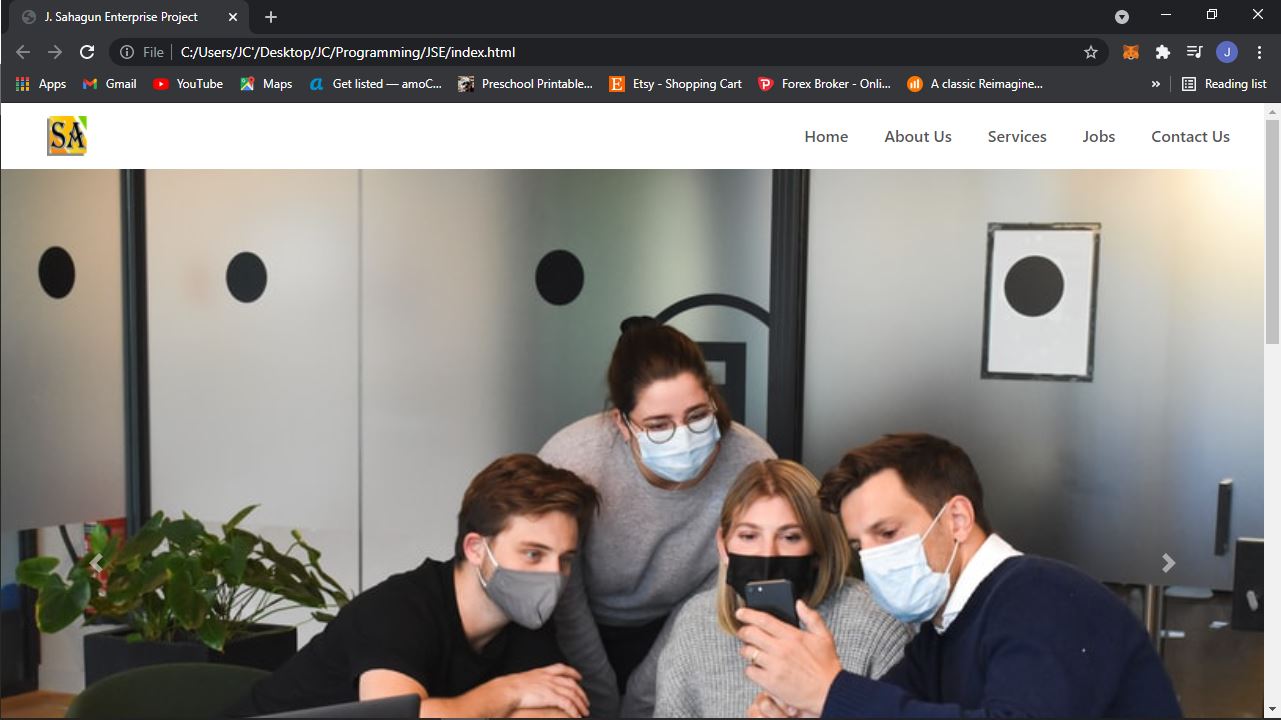 J. Sahagun Enterprise Project
File C:/Users/JC'/Desktop/JC/Programming/JSE/index.html
J
Apps Gmail YouTube Maps Get listed — amoC... Preschool Printable... Etsy - Shopping Cart Forex Broker - Onli... A classic Reimagine... » Reading list
SA Home About Us Services Jobs Contact Us